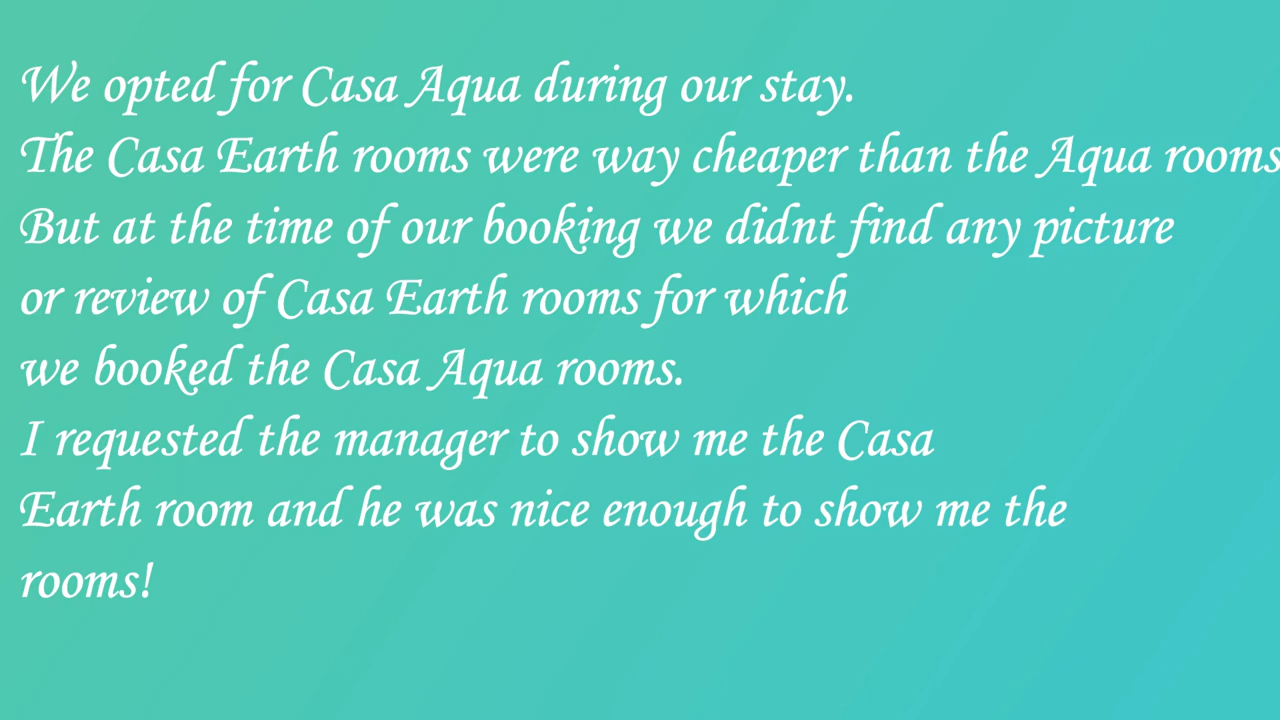 We opted for Casa Aqua during our stay.
The Casa Earth rooms were way cheaper than the Aqua rooms
But at the time of our booking we didnt find any picture
or review of Casa Earth rooms for which
we booked the Casa Aqua rooms.
I requested the manager to show me the Casa
Earth room and he was nice enough to show me the
rooms!